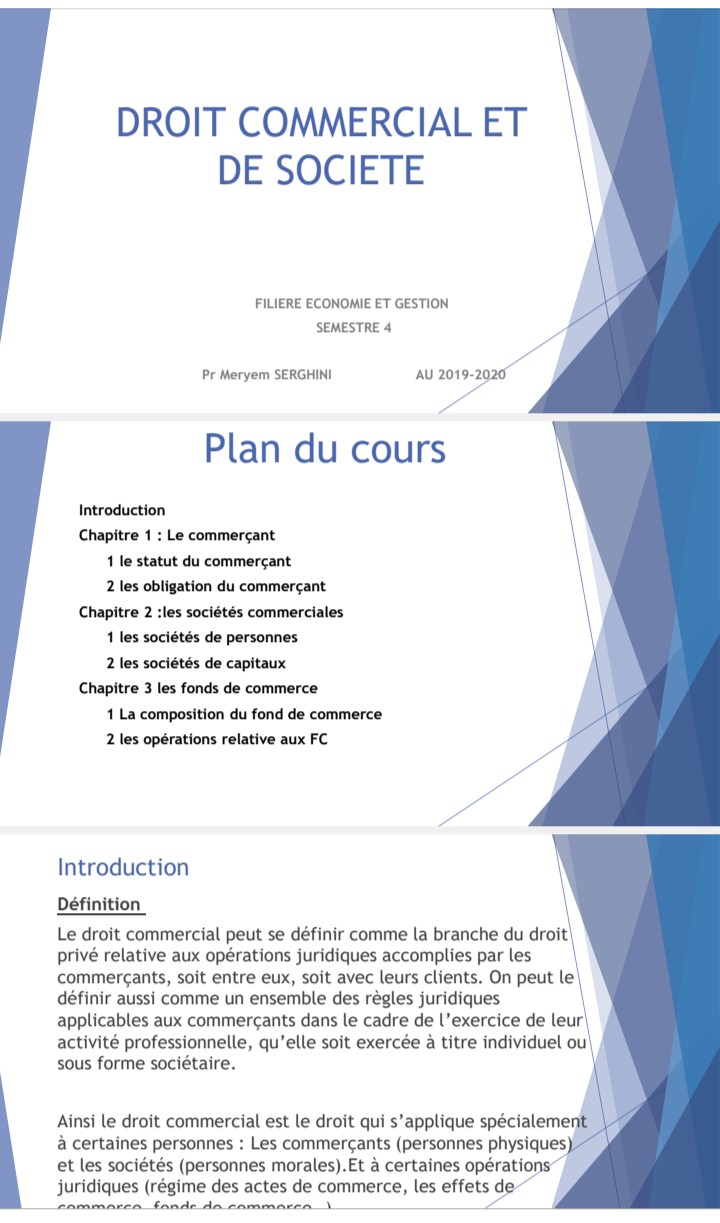 DROIT COMMERCIAL ET
DE SOCIETE
FILIERE ECONOMIE ET GESTION
SEMESTRE 4
Pr Meryem SERGHINI AU 2019-2020
Plan du cours
Introduction
Chapitre 1 : Le commerçant
1 le statut du commerçant
2 les obligation du commerçant
Chapitre 2 :les sociétés commerciales
1 les sociétés de personnes
2 les sociétés de capitaux
Chapitre 3 les fonds de commerce
1 La composition du fond de commerce
2 les opérations relative aux FC
Introduction
Définition
Le droit commercial peut se définir comme la branche du droit
privé relative aux opérations juridiques accomplies par les
commerçants, soit entre eux, soit avec leurs clients. On peut le
définir aussi comme un ensemble des règles juridiques
applicables aux commerçants dans le cadre de l'exercice de leur
activité professionnelle, qu'elle soit exercée à titre individuel ou
sous forme sociétaire.
Ainsi le droit commercial est le droit qui s'applique spécialement
à certaines personnes : Les commerçants (personnes physiques)
et les sociétés (personnes morales).Et à certaines opérations
juridiques (régime des actes de commerce, les effets de
commerce, fonds de commerce…)